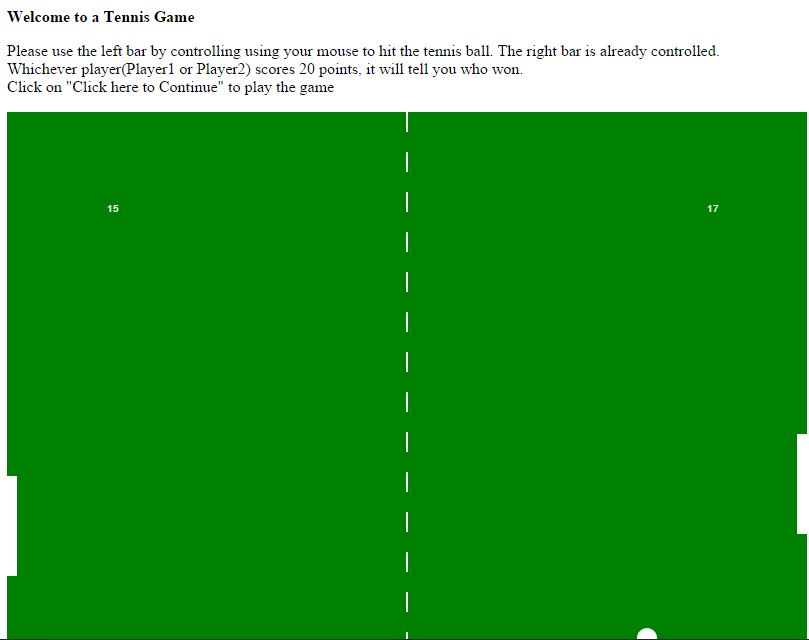 Welcome to a Tennis Game
Please use the left bar by controlling using your mouse to hit the tennis ball. The right bar is already controlled.
Whichever player(Player1 or Player2) scores 20 points, it will tell you who won.
Click on "Click here to Continue" to play the game
15 17